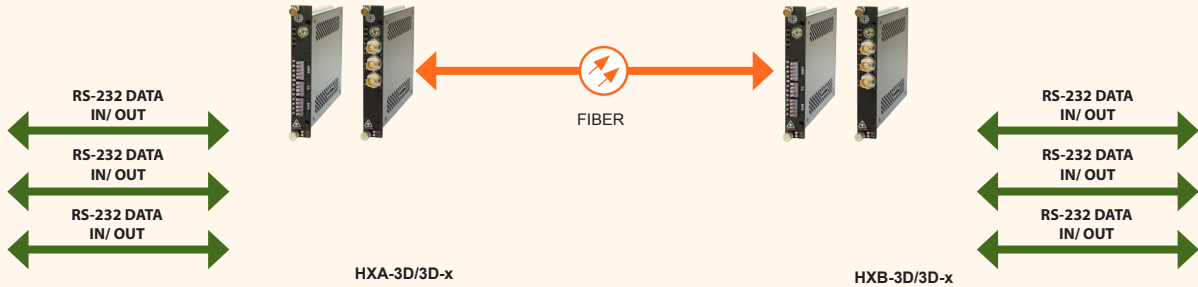 RS-232 DATA
IN/ OUT
RS-232 DATA
IN/ OUT
RS-232 DATA
IN/ OUT
FIBER
RS-232 DATA
IN/ OUT
RS-232 DATA
IN/ OUT
RS-232 DATA
IN/ OUT
HXA-3D/3D-x
HXB-3D/3D-x